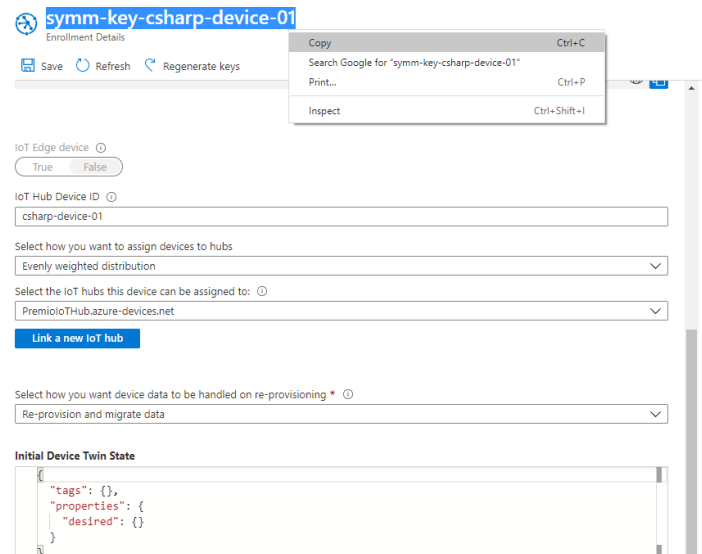 symm-key-csharp-device-01
Enrollment Details
Save Refresh Regenerate keys
Copy Ctrl+C
Search Google for "symm-key-csharp-device-01"
Print... Ctrl+P
Inspect Ctrl+Shift+I
IoT Edge device
True False
IoT Hub Device ID
csharp-device-01
Select how you want to assign devices to hubs
Evenly weighted distribution
Select the IoT hubs this device can be assigned to:
PremioIoTHub.azure-devices.net
Link a new IoT hub
Select how you want device data to be handled on re-provisioning *
Re-provision and migrate data
Initial Device Twin State
{
"tags": {},
"properties": {
"desired": {}
}
}